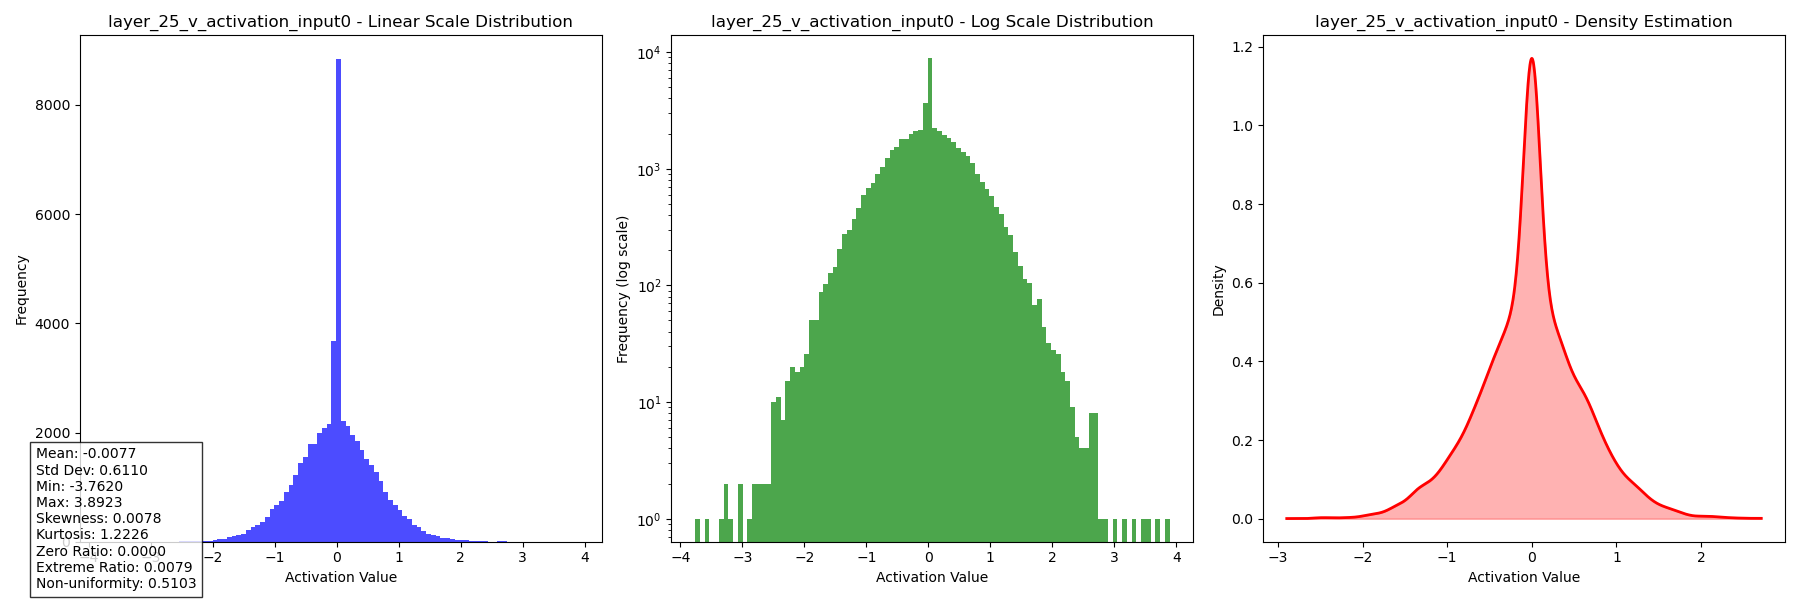 layer_25_v_activation_input0 - Linear Scale Distribution
Frequency
8000
6000
4000
2000
0
−4 −3 −2 −1 0 1 2 3 4
Activation Value
Mean: -0.0077
Std Dev: 0.6110
Min: -3.7620
Max: 3.8923
Skewness: 0.0078
Kurtosis: 1.2226
Zero Ratio: 0.0000
Extreme Ratio: 0.0079
Non-uniformity: 0.5103
layer_25_v_activation_input0 - Log Scale Distribution
Frequency (log scale)
10⁴
10³
10²
10¹
10⁰
−4 −3 −2 −1 0 1 2 3 4
Activation Value
layer_25_v_activation_input0 - Density Estimation
Density
1.2
1.0
0.8
0.6
0.4
0.2
0.0
−3 −2 −1 0 1 2
Activation Value